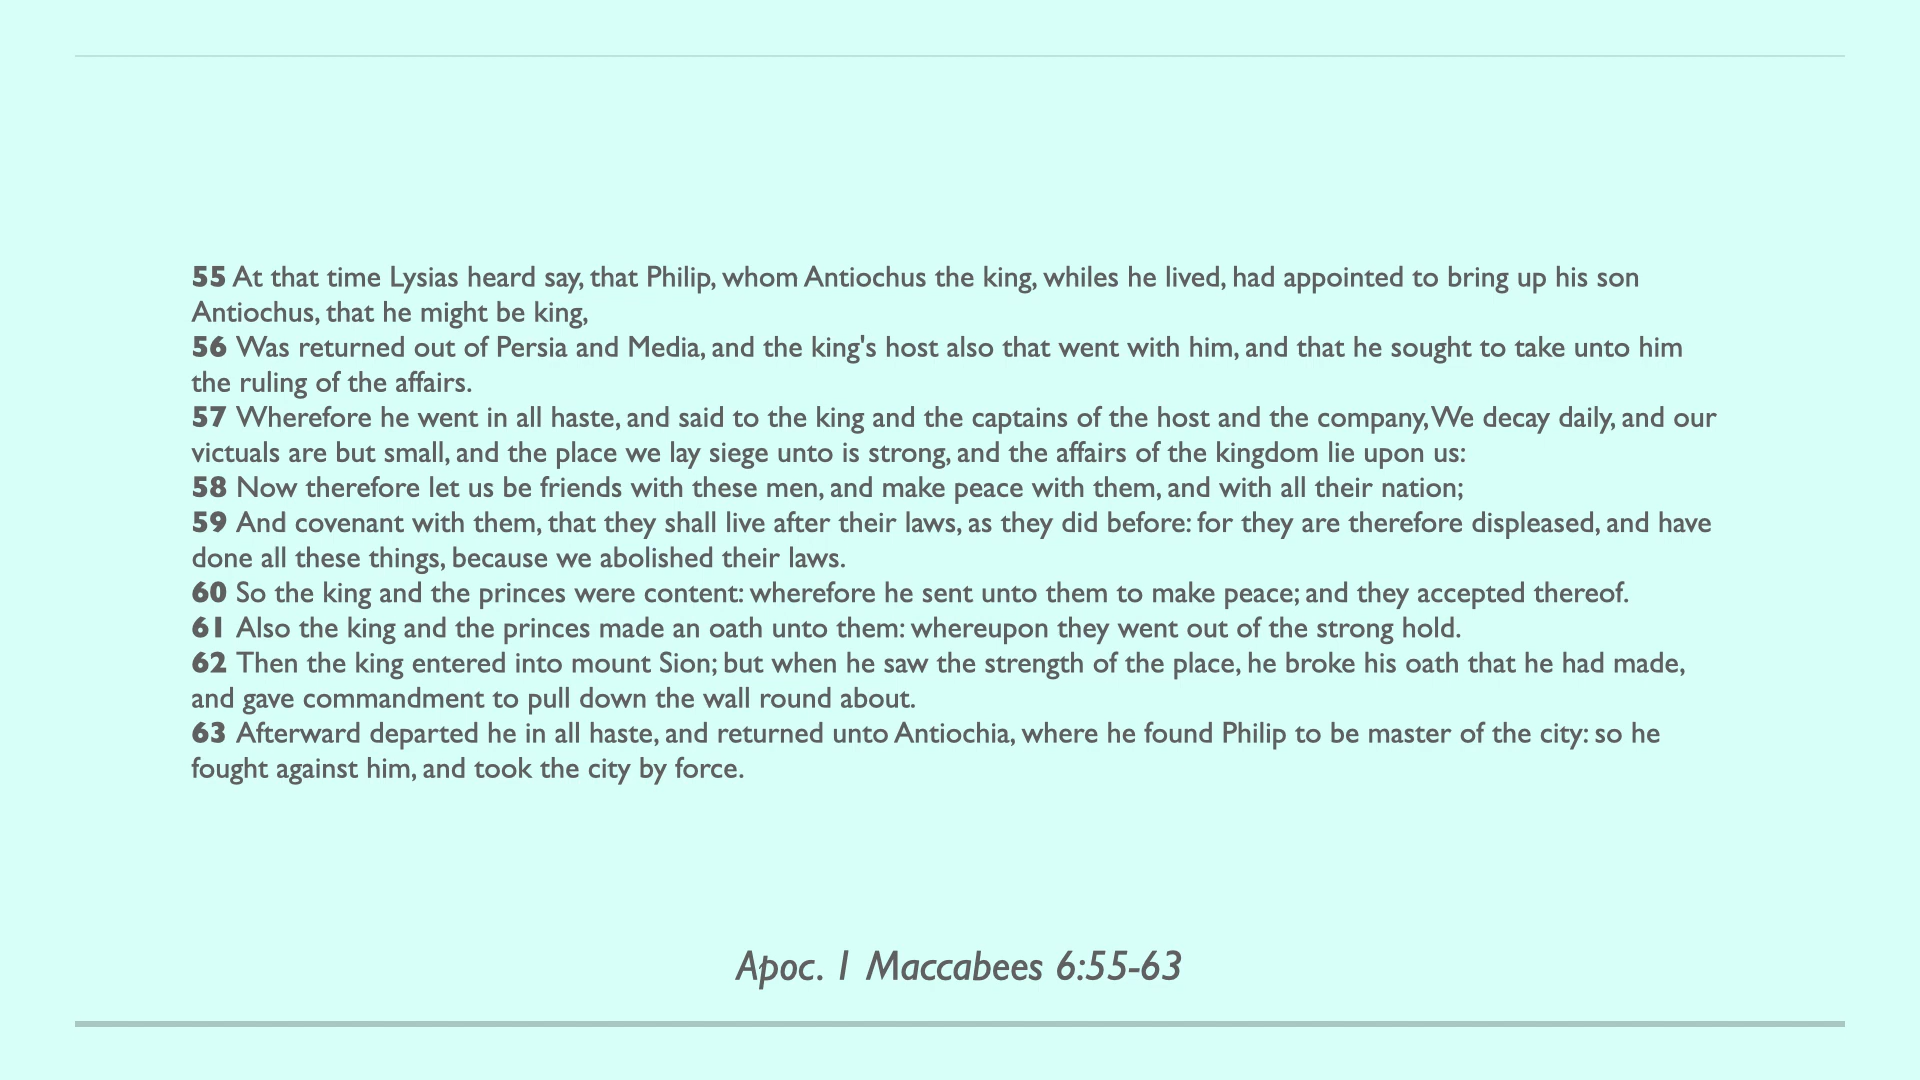 55 At that time Lysias heard say, that Philip, whom Antiochus the king, whiles he lived, had appointed to bring up his son
Antiochus, that he might be king,
56 Was returned out of Persia and Media, and the king's host also that went with him, and that he sought to take unto him
the ruling of the affairs.
57 Wherefore he went in all haste, and said to the king and the captains of the host and the company, We decay daily, and our
victuals are but small, and the place we lay siege unto is strong, and the affairs of the kingdom lie upon us:
58 Now therefore let us be friends with these men, and make peace with them, and with all their nation;
59 And covenant with them, that they shall live after their laws, as they did before: for they are therefore displeased, and have
done all these things, because we abolished their laws.
60 So the king and the princes were content: wherefore he sent unto them to make peace; and they accepted thereof.
61 Also the king and the princes made an oath unto them: whereupon they went out of the strong hold.
62 Then the king entered into mount Sion; but when he saw the strength of the place, he broke his oath that he had made,
and gave commandment to pull down the wall round about.
63 Afterward departed he in all haste, and returned unto Antiochia, where he found Philip to be master of the city: so he
fought against him, and took the city by force.
Apoc. 1 Maccabees 6:55-63